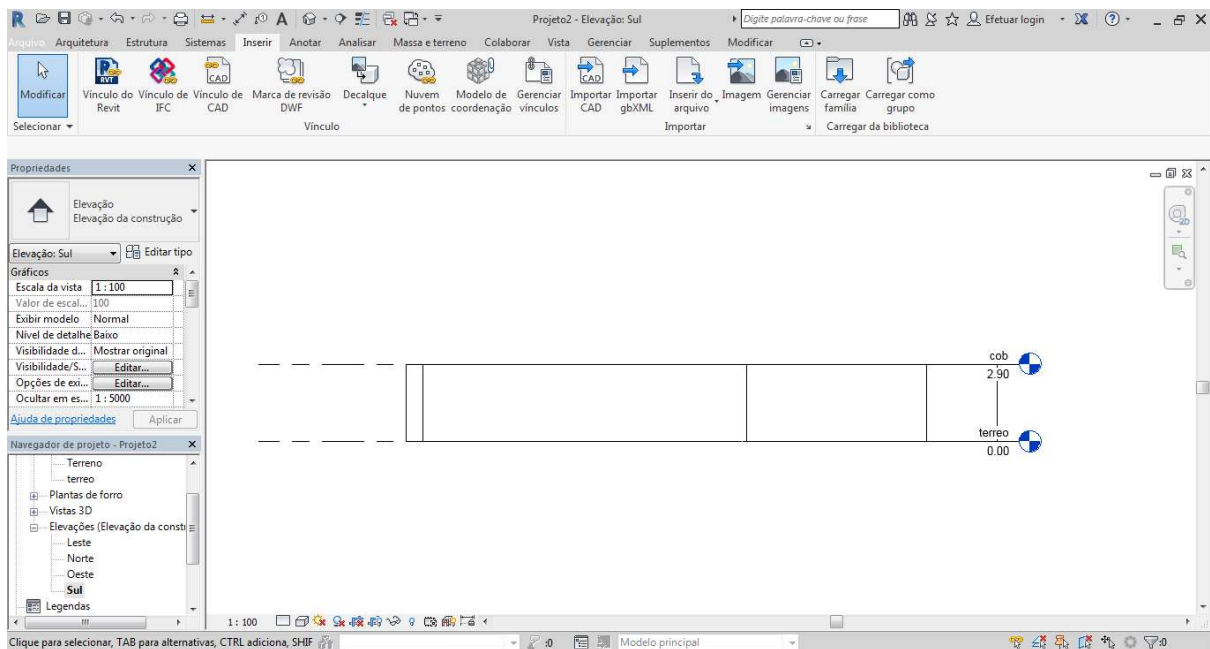 Projeto2 - Elevação: Sul
Digite palavra-chave ou frase
Efetuar login
Arquivo Arquitetura Estrutura Sistemas Inserir Anotar Analisar Massa e terreno Colaborar Vista Gerenciar Suplementos Modificar
Modificar
Vínculo do Revit
Vínculo de IFC
Vínculo de CAD
Marca de revisão DWF
Decalque
Nuvem de pontos
Modelo de coordenação
Gerenciar vínculos
Importar CAD
Importar gbXML
Inserir do arquivo
Imagem
Gerenciar imagens
Carregar família
Carregar como grupo
Selecionar
Vínculo
Importar
Carregar da biblioteca
Propriedades
Elevação
Elevação da construção
Elevação: Sul
Editar tipo
Gráficos
Escala da vista 1 : 100
Valor de escal... 100
Exibir modelo Normal
Nível de detalhe Baixo
Visibilidade d... Mostrar original
Visibilidade/S... Editar...
Opções de exi... Editar...
Ocultar em es... 1 : 5000
Ajuda de propriedades Aplicar
Navegador de projeto - Projeto2
Terreno
terreo
Plantas de forro
Vistas 3D
Elevações (Elevação da constr
Leste
Norte
Oeste
Sul
Legendas
cob
2.90
terreo
0.00
1 : 100
Clique para selecionar, TAB para alternativas, CTRL adiciona, SHIF
:0
Modelo principal
:0